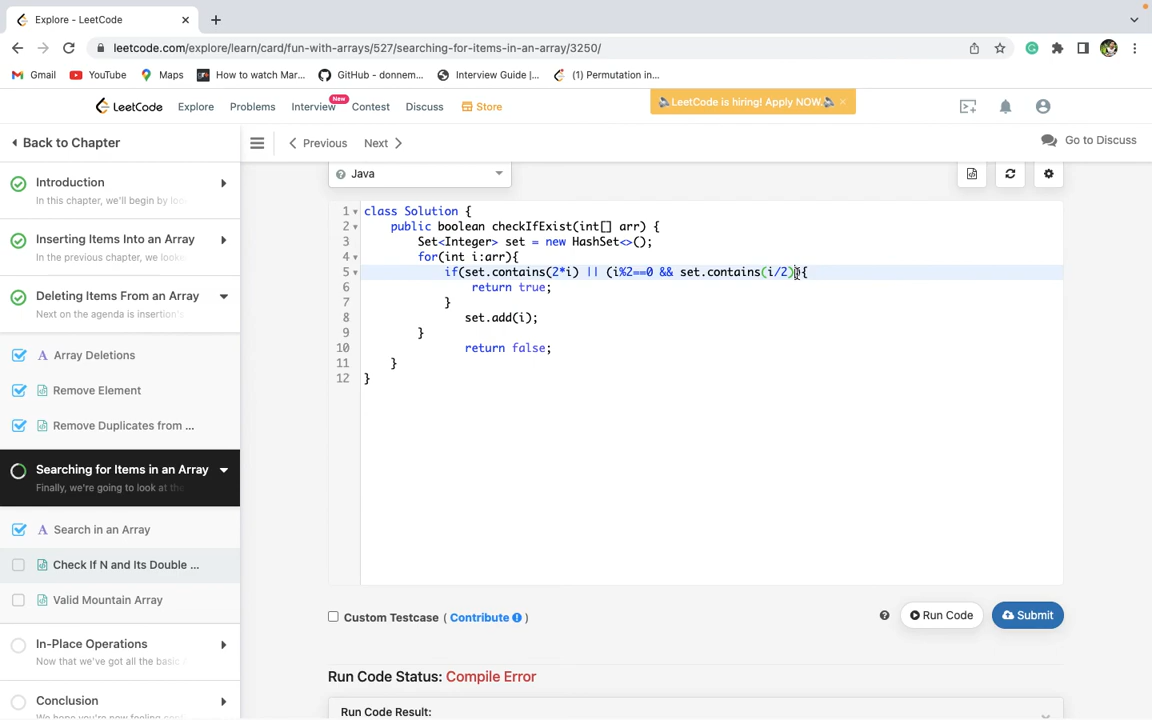 Explore - LeetCode
leetcode.com/explore/learn/card/fun-with-arrays/527/searching-for-items-in-an-array/3250/
Gmail YouTube Maps How to watch Mar... GitHub - donnem... Interview Guide |... (1) Permutation in...
LeetCode Explore Problems Interview New Contest Discuss Store LeetCode is hiring! Apply NOW.
Back to Chapter
Previous Next Go to Discuss
Introduction
In this chapter, we'll begin by
Inserting Items Into an Array
In the previous chapter, we looked
Deleting Items From an Array
Next on the agenda is insertion's
Array Deletions
Remove Element
Remove Duplicates from ...
Searching for Items in an Array
Finally, we're going to look at the
Search in an Array
Check If N and Its Double ...
Valid Mountain Array
In-Place Operations
Now that we've got all the basic
Conclusion
We hope you're now feeling
Java
1 class Solution {
2 public boolean checkIfExist(int[] arr) {
3 Set<Integer> set = new HashSet<>();
4 for(int i:arr){
5 if(set.contains(2*i) || (i%2==0 && set.contains(i/2)){
6 return true;
7 }
8 set.add(i);
9 }
10 return false;
11 }
12 }
Custom Testcase ( Contribute )
Run Code Submit
Run Code Status: Compile Error
Run Code Result: